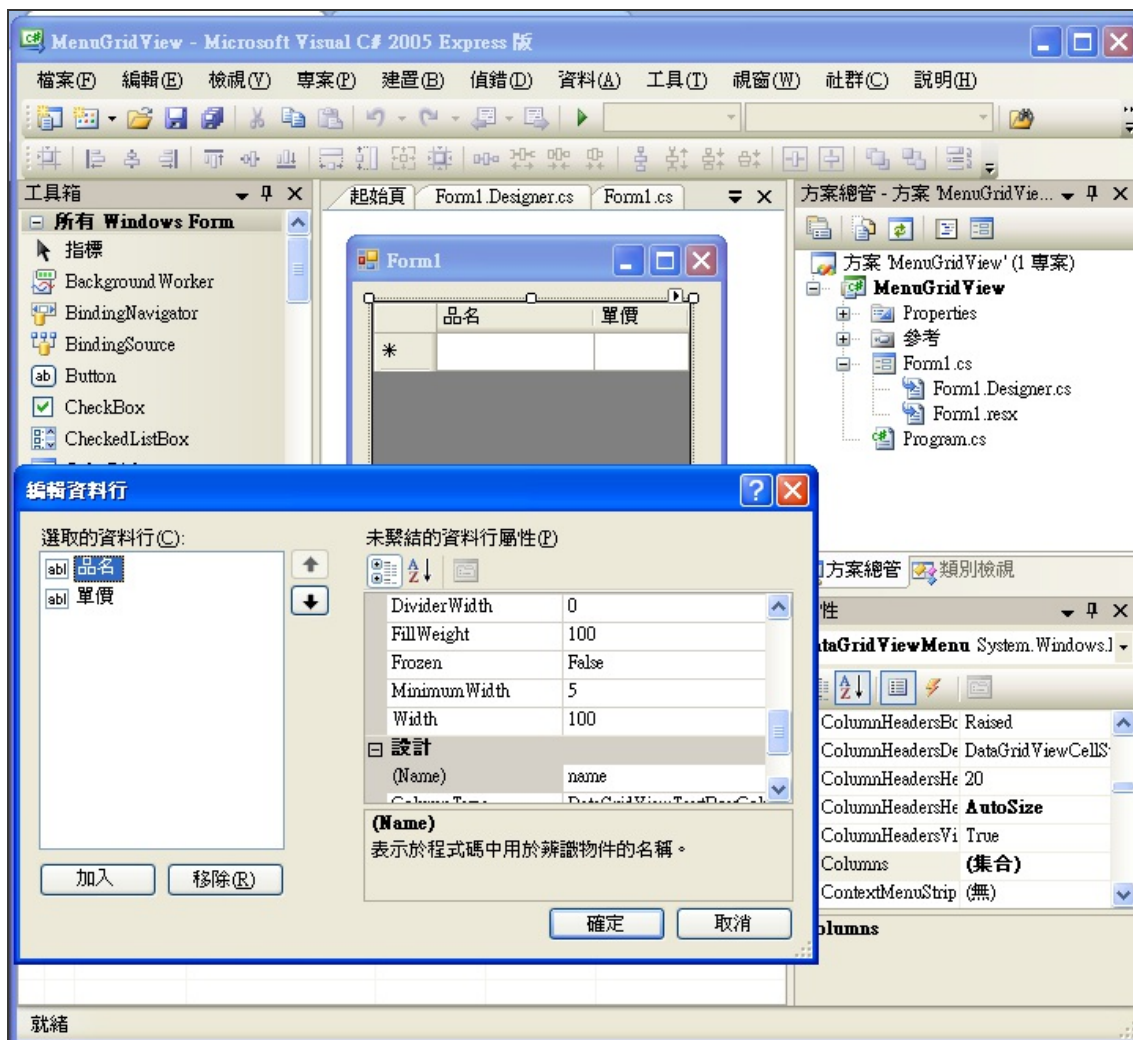 MenuGridView - Microsoft Visual C# 2005 Express 版
檔案(F) 編輯(E) 檢視(V) 專案(P) 建置(B) 偵錯(D) 資料(A) 工具(T) 視窗(W) 社群(C) 說明(H)
工具箱
所有 Windows Form
指標
BackgroundWorker
BindingNavigator
BindingSource
Button
CheckBox
CheckedListBox
起始頁 Form1.Designer.cs Form1.cs
Form1
品名 單價
方案總管 - 方案 'MenuGridVie...
方案 'MenuGridView' (1 專案)
MenuGridView
Properties
參考
Form1.cs
Form1.Designer.cs
Form1.resx
Program.cs
方案總管 類別檢視
編輯資料行
選取的資料行(C):
品名
單價
加入 移除(R)
未繫結的資料行屬性(P)
DividerWidth 0
FillWeight 100
Frozen False
MinimumWidth 5
Width 100
設計
(Name) name
(Name)
表示於程式碼中用於辨識物件的名稱。
確定 取消
性
taGridViewMenu System.Windows.
ColumnHeadersBo Raised
ColumnHeadersDe DataGridViewCellS
ColumnHeadersHe 20
ColumnHeadersHe AutoSize
ColumnHeadersVi True
Columns (集合)
ContextMenuStrip (無)
olumns
就緒